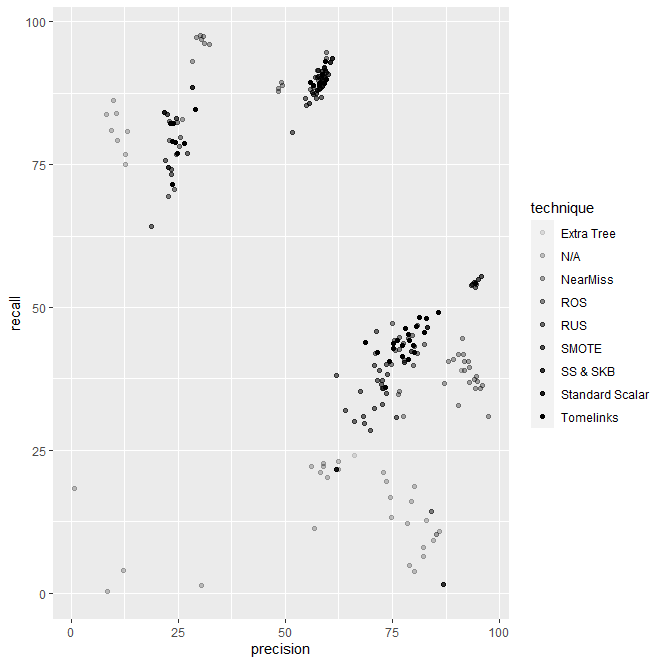 100
75
50
25
0
recall
0
25
50
75
100
precision
technique
Extra Tree
N/A
NearMiss
ROS
RUS
SMOTE
SS & SKB
Standard Scalar
Tomelinks